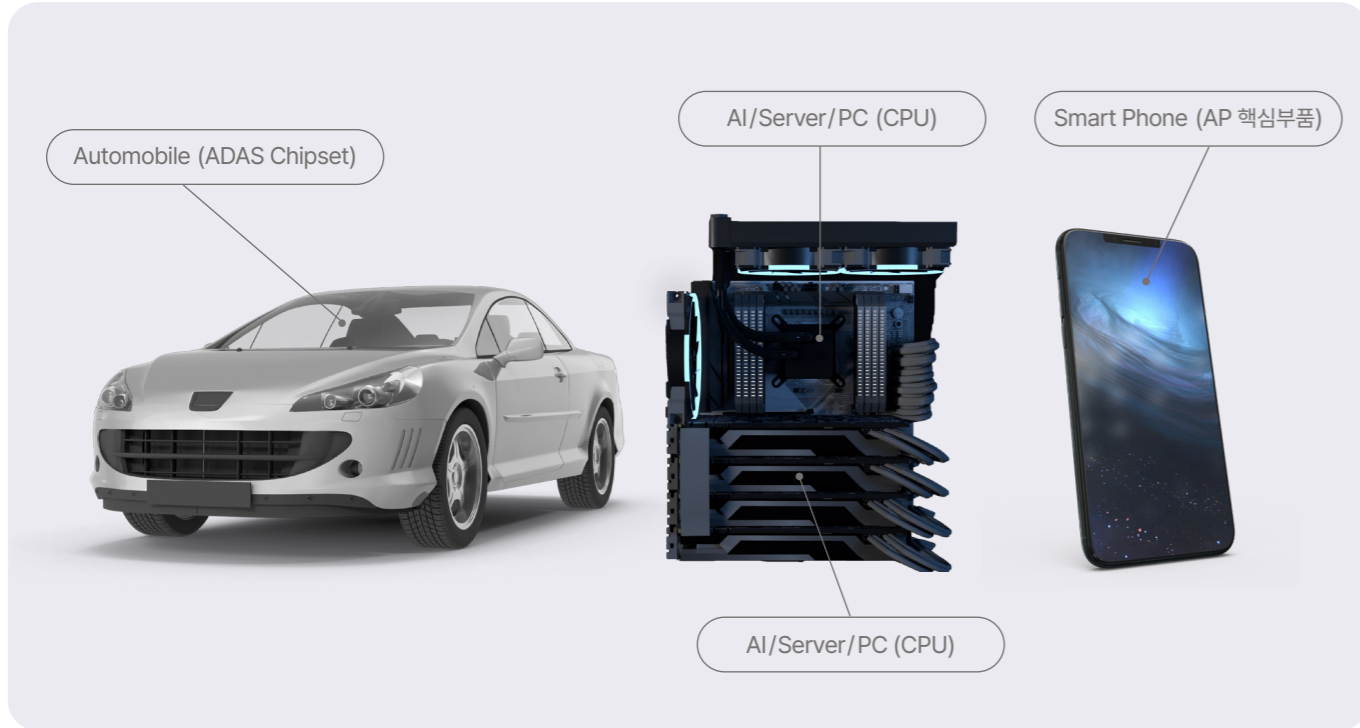 Automobile (ADAS Chipset)
AI/Server/PC (CPU)
Smart Phone (AP 핵심부품)
AI/Server/PC (CPU)